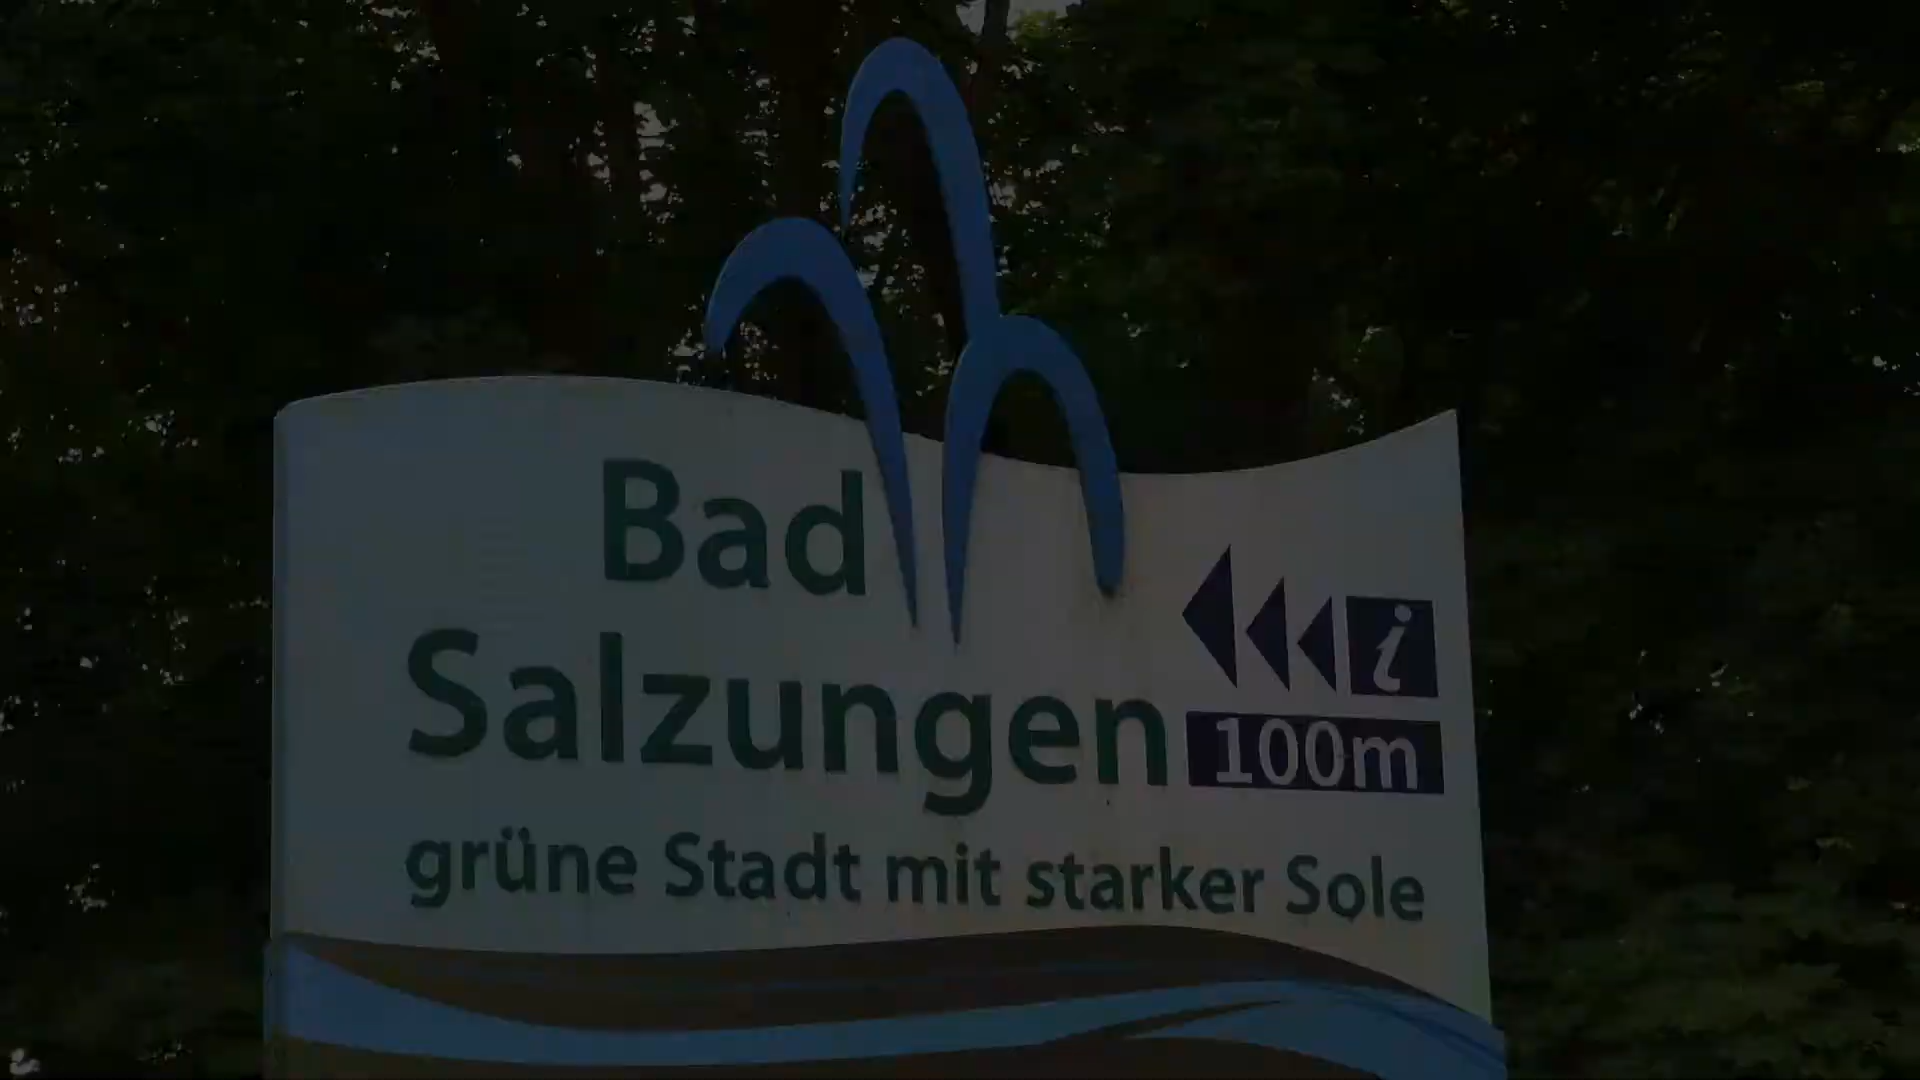 Bad
Salzungen
i
100m
grüne Stadt mit starker Sole